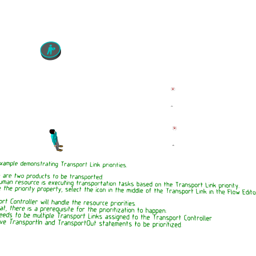 xample demonstrating Transport Link priorities
are two products to be transported
uman resource is executing transportation tasks based on the Transport Link priority
the priority property, select the icon in the middle of the Transport Link in the Flow Edito
ort Controller will handle the resource priorities
at, there is a prerequisite for the prioritization to happen
eeds to be multiple Transport Links assigned to the Transport Controller
ve TransportIn and TransportOut statements to be prioritized